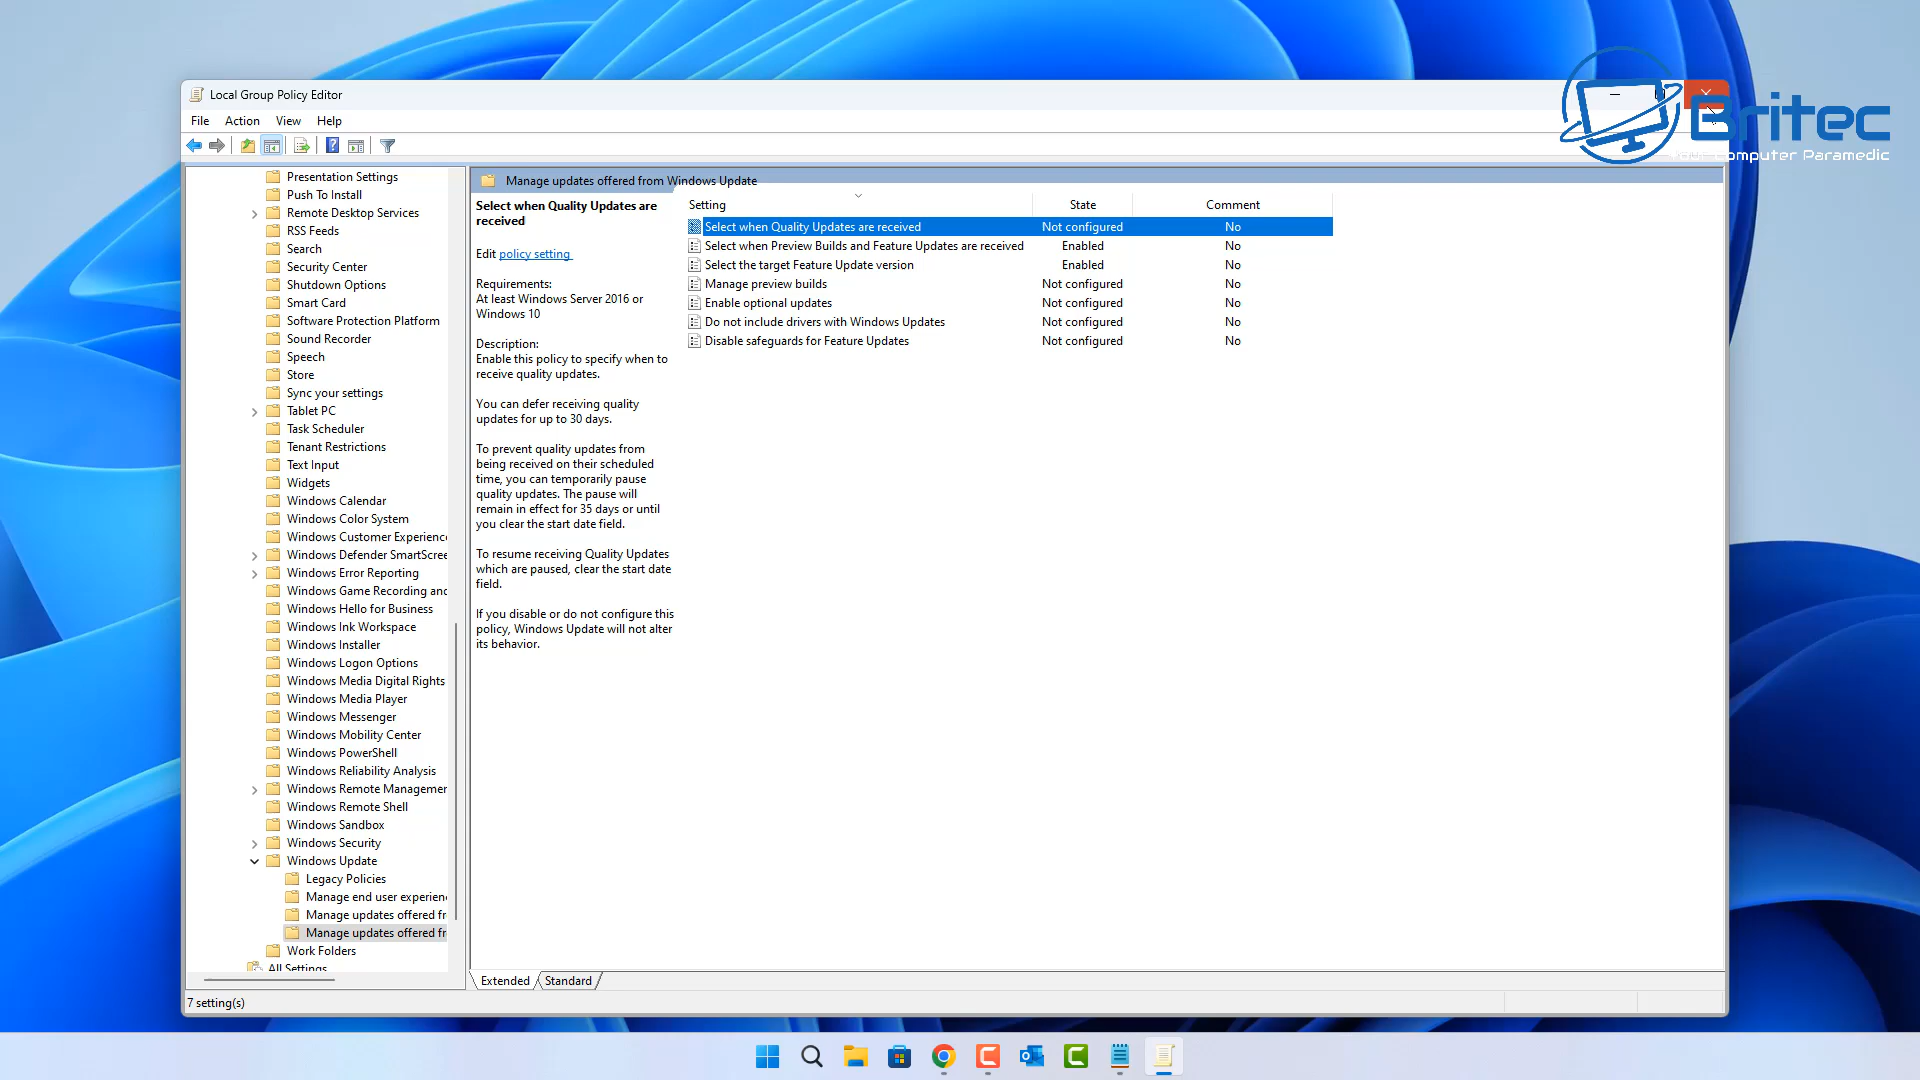 Local Group Policy Editor
File Action View Help
Britec
Your Computer Paramedic
Presentation Settings
Push To Install
Remote Desktop Services
RSS Feeds
Search
Security Center
Shutdown Options
Smart Card
Software Protection Platform
Sound Recorder
Speech
Store
Sync your settings
Tablet PC
Task Scheduler
Tenant Restrictions
Text Input
Widgets
Windows Calendar
Windows Color System
Windows Customer Experienc
Windows Defender SmartScree
Windows Error Reporting
Windows Game Recording and
Windows Hello for Business
Windows Ink Workspace
Windows Installer
Windows Logon Options
Windows Media Digital Rights
Windows Media Player
Windows Messenger
Windows Mobility Center
Windows PowerShell
Windows Reliability Analysis
Windows Remote Managemer
Windows Remote Shell
Windows Sandbox
Windows Security
Windows Update
Legacy Policies
Manage end user experien
Manage updates offered fr
Manage updates offered fr
Work Folders
All Settings
Manage updates offered from Windows Update
Select when Quality Updates are
received
Edit policy setting
Requirements:
At least Windows Server 2016 or
Windows 10
Description:
Enable this policy to specify when to
receive quality updates.
You can defer receiving quality
updates for up to 30 days.
To prevent quality updates from
being received on their scheduled
time, you can temporarily pause
quality updates. The pause will
remain in effect for 35 days or until
you clear the start date field.
To resume receiving Quality Updates
which are paused, clear the start date
field.
If you disable or do not configure this
policy, Windows Update will not alter
its behavior.
Setting State Comment
Select when Quality Updates are received Not configured No
Select when Preview Builds and Feature Updates are received Enabled No
Select the target Feature Update version Enabled No
Manage preview builds Not configured No
Enable optional updates Not configured No
Do not include drivers with Windows Updates Not configured No
Disable safeguards for Feature Updates Not configured No
Extended Standard
7 setting(s)